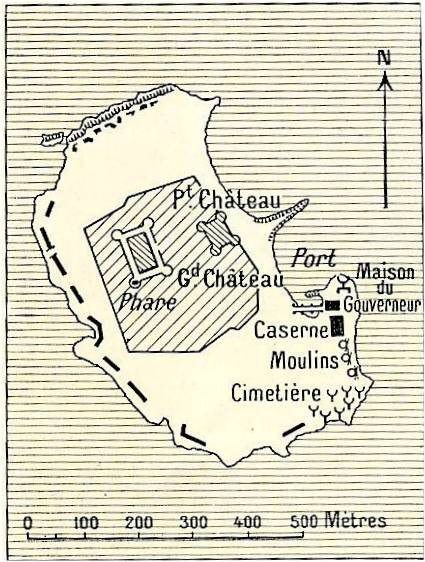 N
Pt. Château
Port
Gd. Château
Phare
Maison
du
Gouverneur
Caserne
Moulins
Cimetière
0 100 200 300 400 500 Mètres